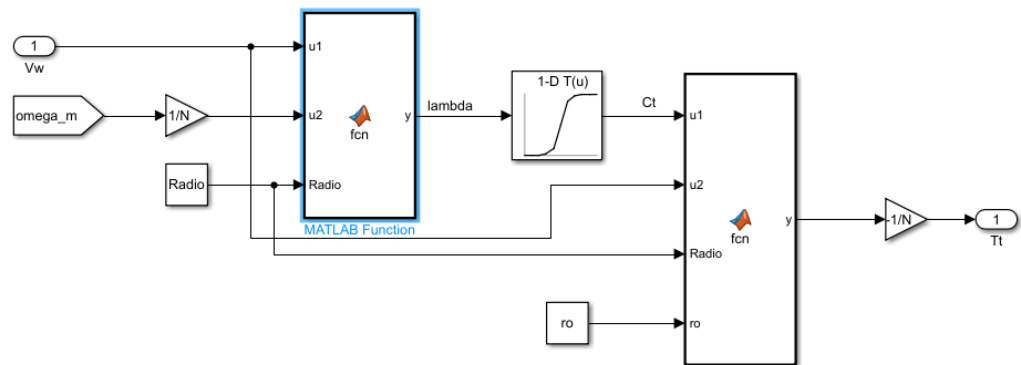 1
Vw
omega_m
1/N
Radio
u1
u2
Radio
fcn
y
MATLAB Function
lambda
1-D T(u)
Ct
u1
u2
Radio
ro
fcn
y
ro
-1/N
1
Tt